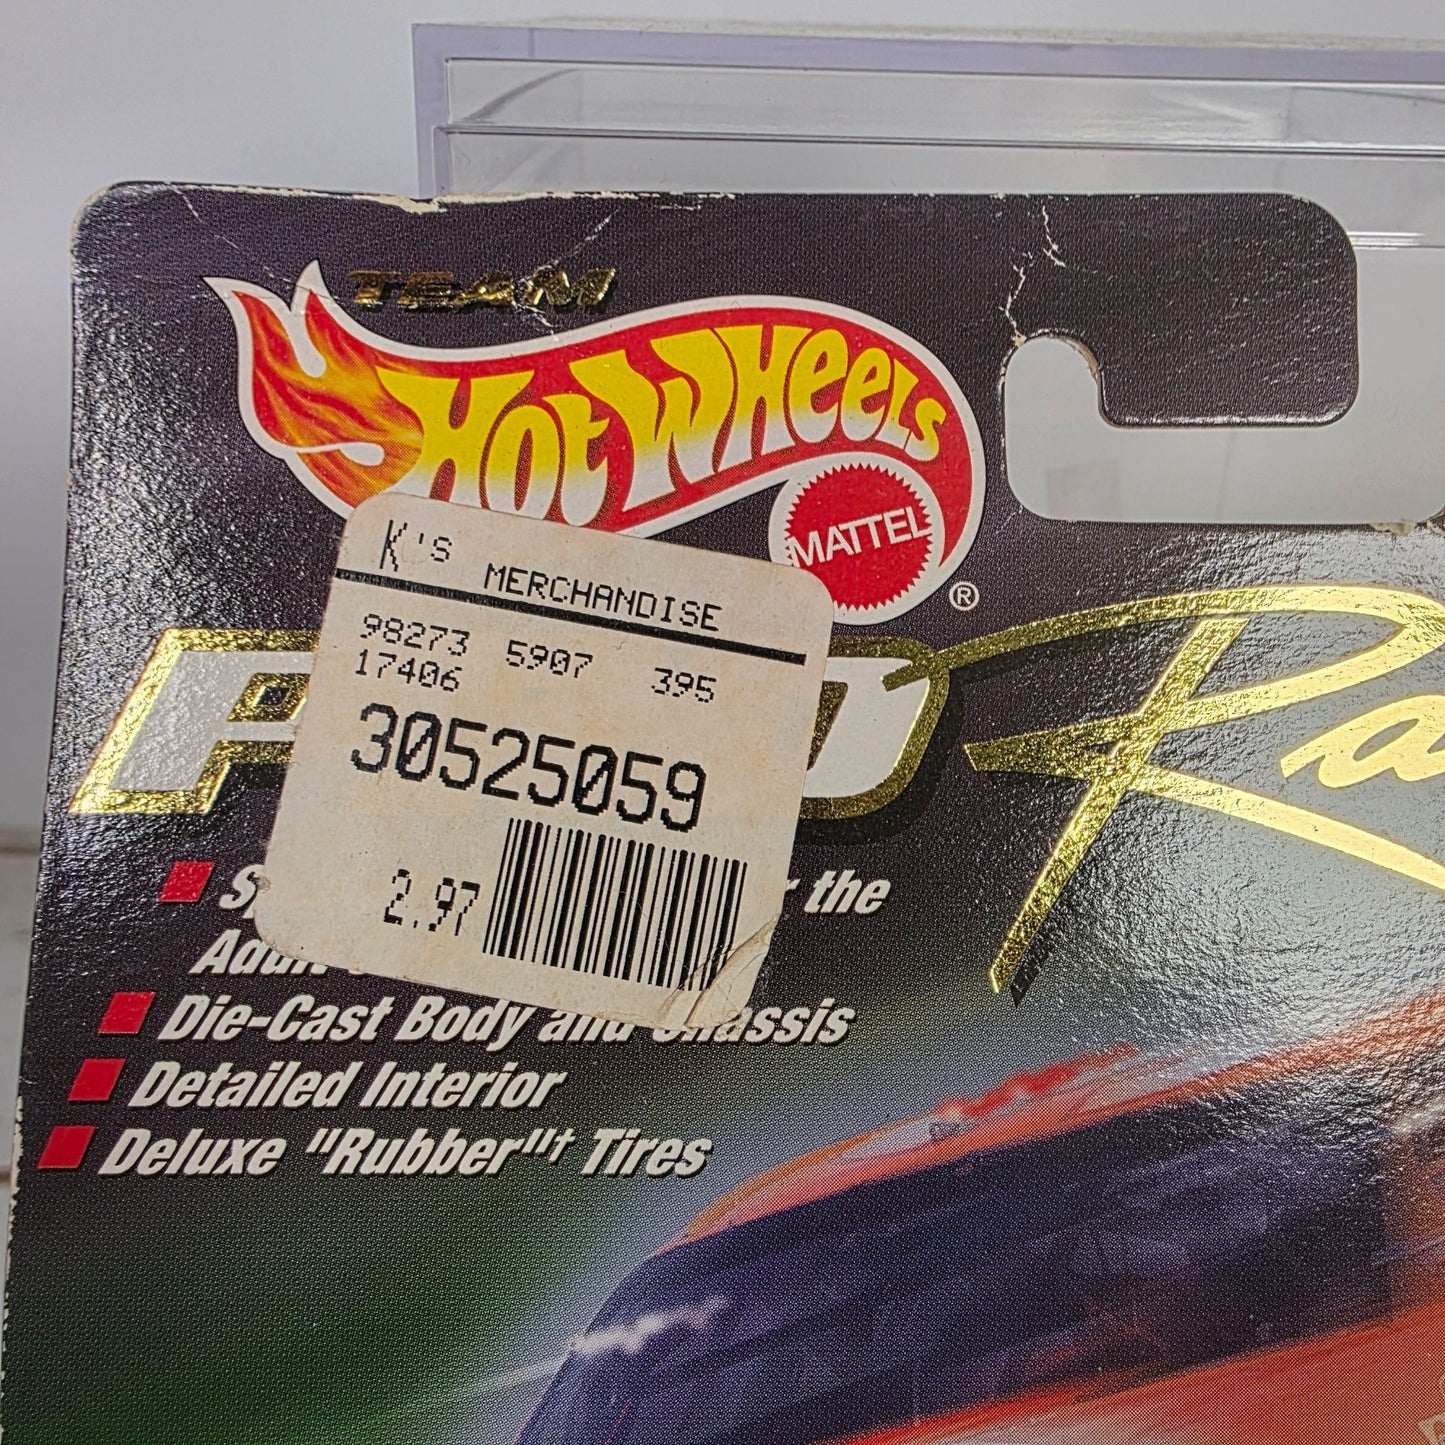 TEAM
HOT WHEELS
MATTEL
®
K's MERCHANDISE
98273 5907 395
17406
30525059
2.97
the
Die-Cast Body and Chassis
Detailed Interior
Deluxe "Rubber"† Tires